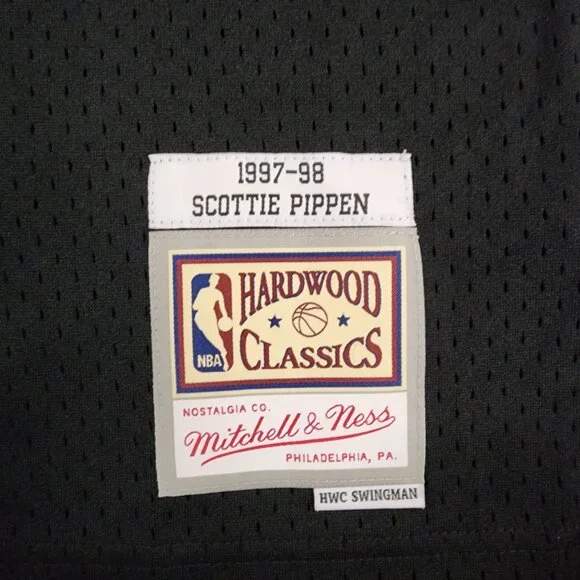 1997-98
SCOTTIE PIPPEN
HARDWOOD
CLASSICS
NBA
NOSTALGIA CO.
Mitchell & Ness
PHILADELPHIA, PA.
HWC SWINGMAN